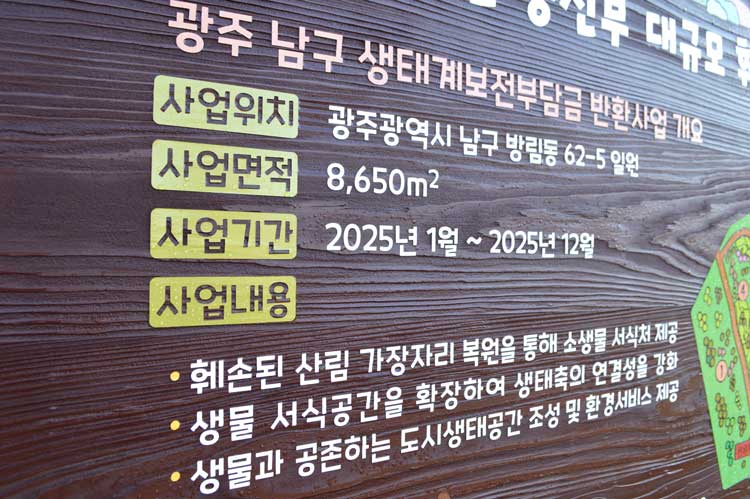 대규모
광주 남구 생태계보전부담금 반환사업 개요
사업위치 광주광역시 남구 방림동 62-5 일원
사업면적 8,650m²
사업기간 2025년 1월 ~ 2025년 12월
사업내용
• 훼손된 산림 가장자리 복원을 통해 소생물 서식처 제공
• 생물 서식공간을 확장하여 생태축의 연결성을 강화
• 생물과 공존하는 도시생태공간 조성 및 환경서비스 제공